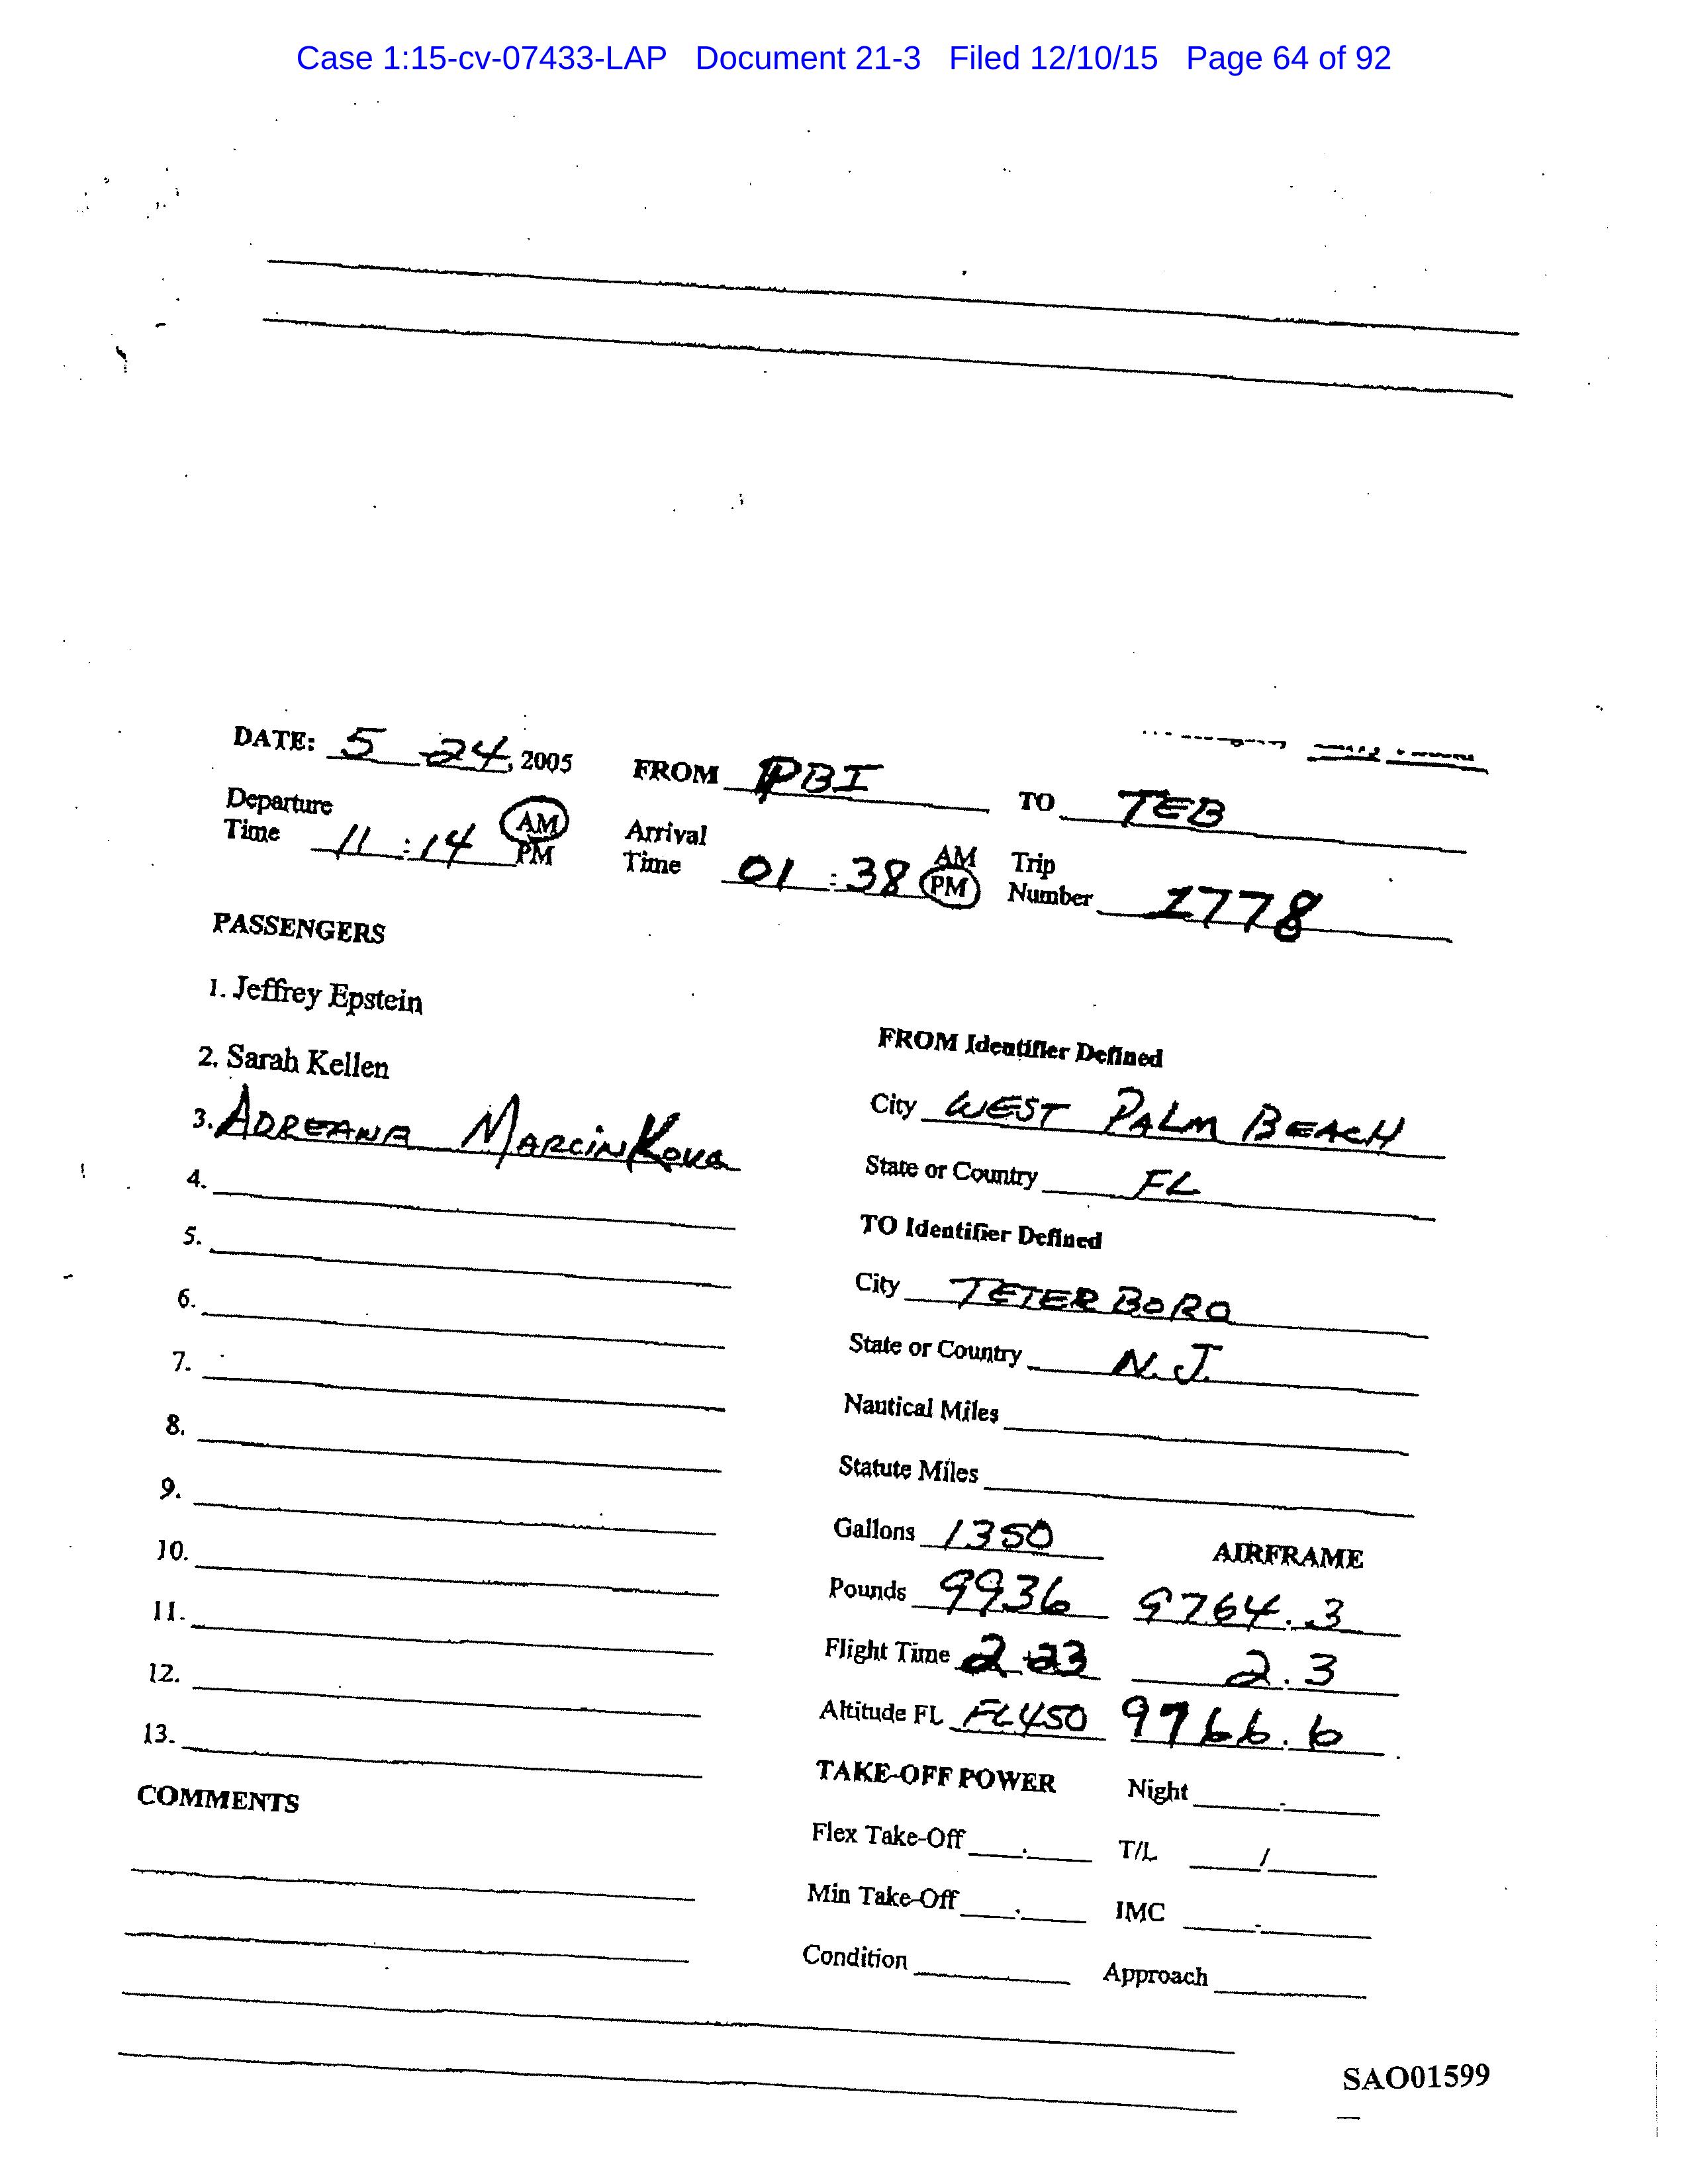 Case 1:15-cv-07433-LAP Document 21-3 Filed 12/10/15 Page 64 of 92
DATE: 5 -24, 2005 FROM PBI TO TEB
Departure Time 11:14 AM PM Arrival Time 01:38 AM PM Trip Number 1778
PASSENGERS
1. Jeffrey Epstein
FROM Identifier Defined
2. Sarah Kellen
City WEST PALM BEACH
3. ADREANA MARCINKOVA
State or Country FL
4.
TO Identifier Defined
5.
City TETERBORO
6.
State or Country N.J.
7.
Nautical Miles
8.
Statute Miles
9.
Gallons 1350 AIRFRAME
10.
Pounds 9936 9764.3
11.
Flight Time 2+23 2.3
12.
Altitude FL FL450 9766.6
13.
TAKE-OFF POWER Night
COMMENTS
Flex Take-Off T/L /
Min Take-Off IMC
Condition Approach
SAO01599